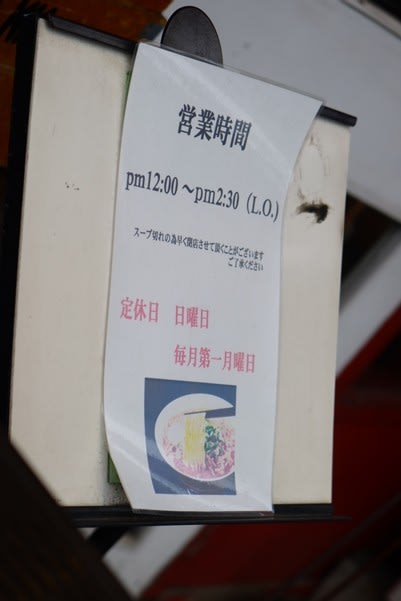 営業時間
pm12:00 ～pm2:30（L.O.）
スープ切れの為早く閉店させて頂くことがございます
ご了承ください
定休日　日曜日
毎月第一月曜日